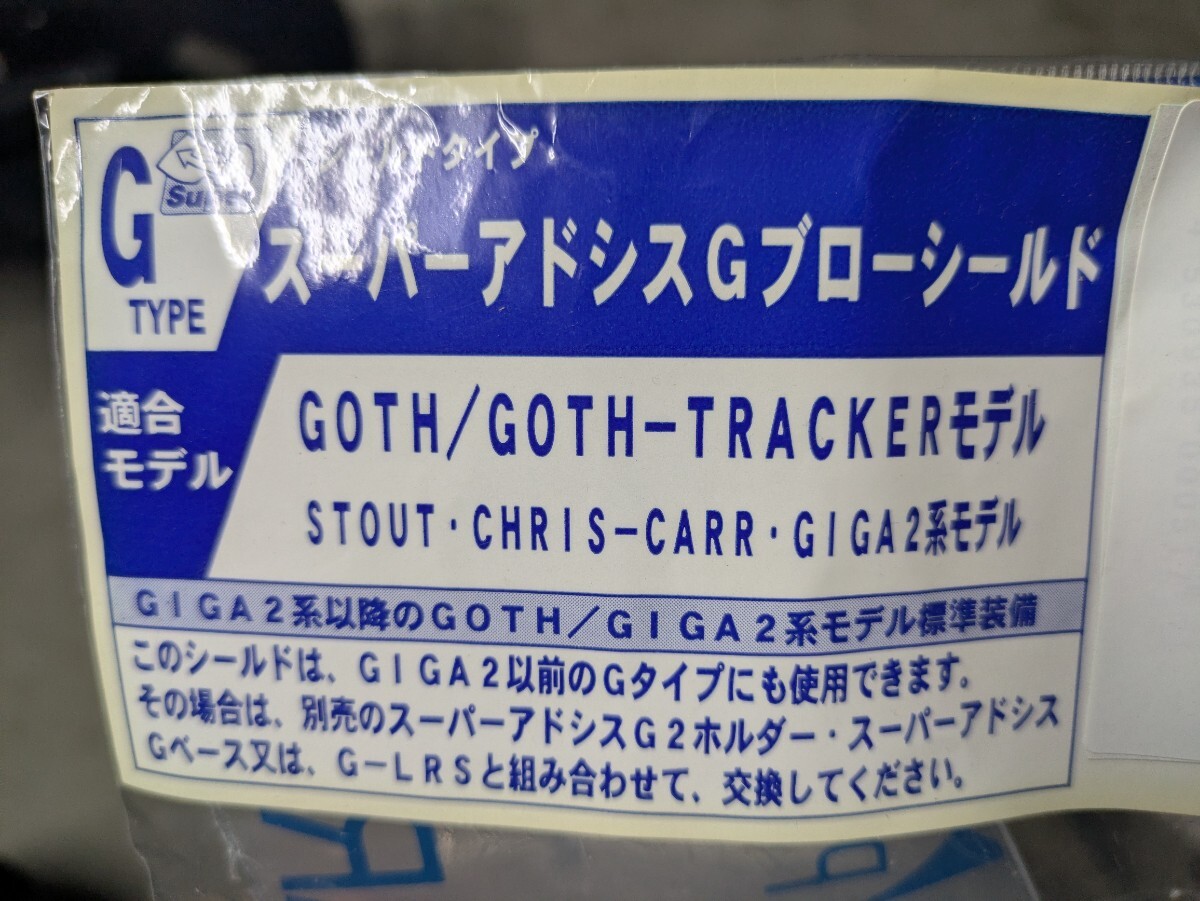 G
TYPE
タイプ
スーパーアドシスGブローシールド
適合
モデル
GOTH/GOTH-TRACKERモデル
STOUT・CHRIS-CARR・GIGA2系モデル
GIGA2系以降のGOTH/GIGA2系モデル標準装備
このシールドは、GIGA2以前のGタイプにも使用できます。
その場合は、別売のスーパーアドシスG2ホルダー・スーパーアドシス
Gベース又は、G-LRSと組み合わせて、交換してください。